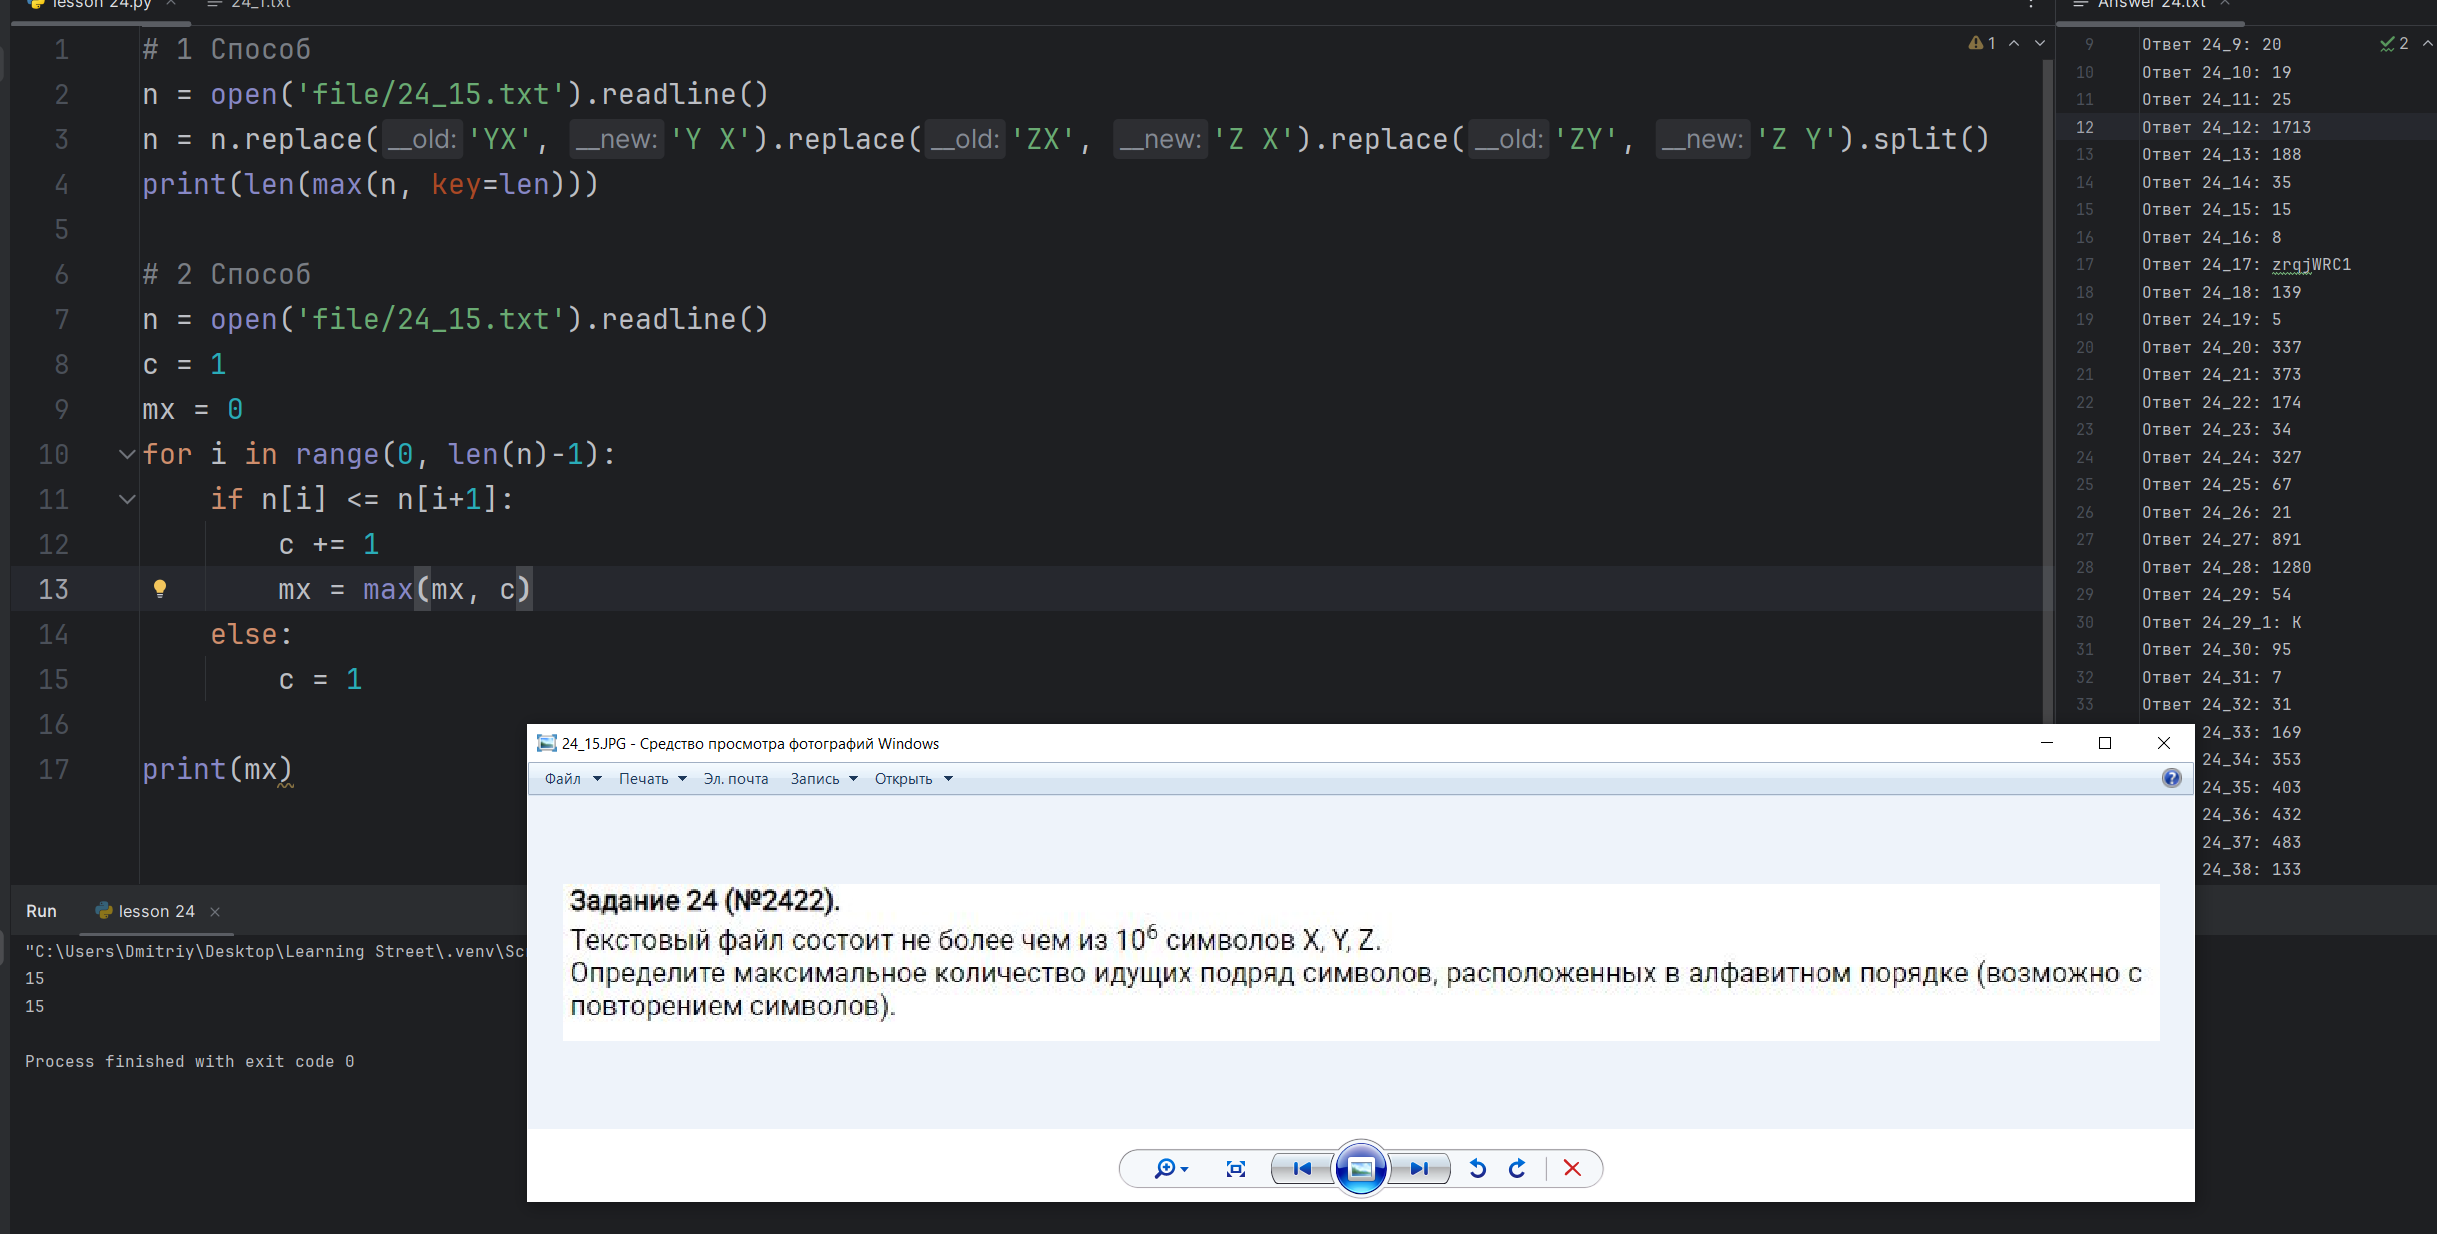 lesson 24.py
24_1.txt
1 # 1 Способ
2 n = open('file/24_15.txt').readline()
3 n = n.replace(__old: 'YX', __new: 'Y X').replace(__old: 'ZX', __new: 'Z X').replace(__old: 'ZY', __new: 'Z Y').split()
4 print(len(max(n, key=len)))
5
6 # 2 Способ
7 n = open('file/24_15.txt').readline()
8 c = 1
9 mx = 0
10 for i in range(0, len(n)-1):
11 if n[i] <= n[i+1]:
12 c += 1
13 mx = max(mx, c)
14 else:
15 c = 1
16
17 print(mx)
1
Answer 24.txt
2
9 Ответ 24_9: 20
10 Ответ 24_10: 19
11 Ответ 24_11: 25
12 Ответ 24_12: 1713
13 Ответ 24_13: 188
14 Ответ 24_14: 35
15 Ответ 24_15: 15
16 Ответ 24_16: 8
17 Ответ 24_17: zrqjWRC1
18 Ответ 24_18: 139
19 Ответ 24_19: 5
20 Ответ 24_20: 337
21 Ответ 24_21: 373
22 Ответ 24_22: 174
23 Ответ 24_23: 34
24 Ответ 24_24: 327
25 Ответ 24_25: 67
26 Ответ 24_26: 21
27 Ответ 24_27: 891
28 Ответ 24_28: 1280
29 Ответ 24_29: 54
30 Ответ 24_29_1: K
31 Ответ 24_30: 95
32 Ответ 24_31: 7
33 Ответ 24_32: 31
24_33: 169
24_34: 353
24_35: 403
24_36: 432
24_37: 483
24_38: 133
24_15.JPG - Средство просмотра фотографий Windows
Файл Печать Эл. почта Запись Открыть
Задание 24 (№2422).
Текстовый файл состоит не более чем из 10⁶ символов X, Y, Z.
Определите максимальное количество идущих подряд символов, расположенных в алфавитном порядке (возможно с
повторением символов).
Run lesson 24
"C:\Users\Dmitriy\Desktop\Learning Street\.venv\Sc
15
15
Process finished with exit code 0